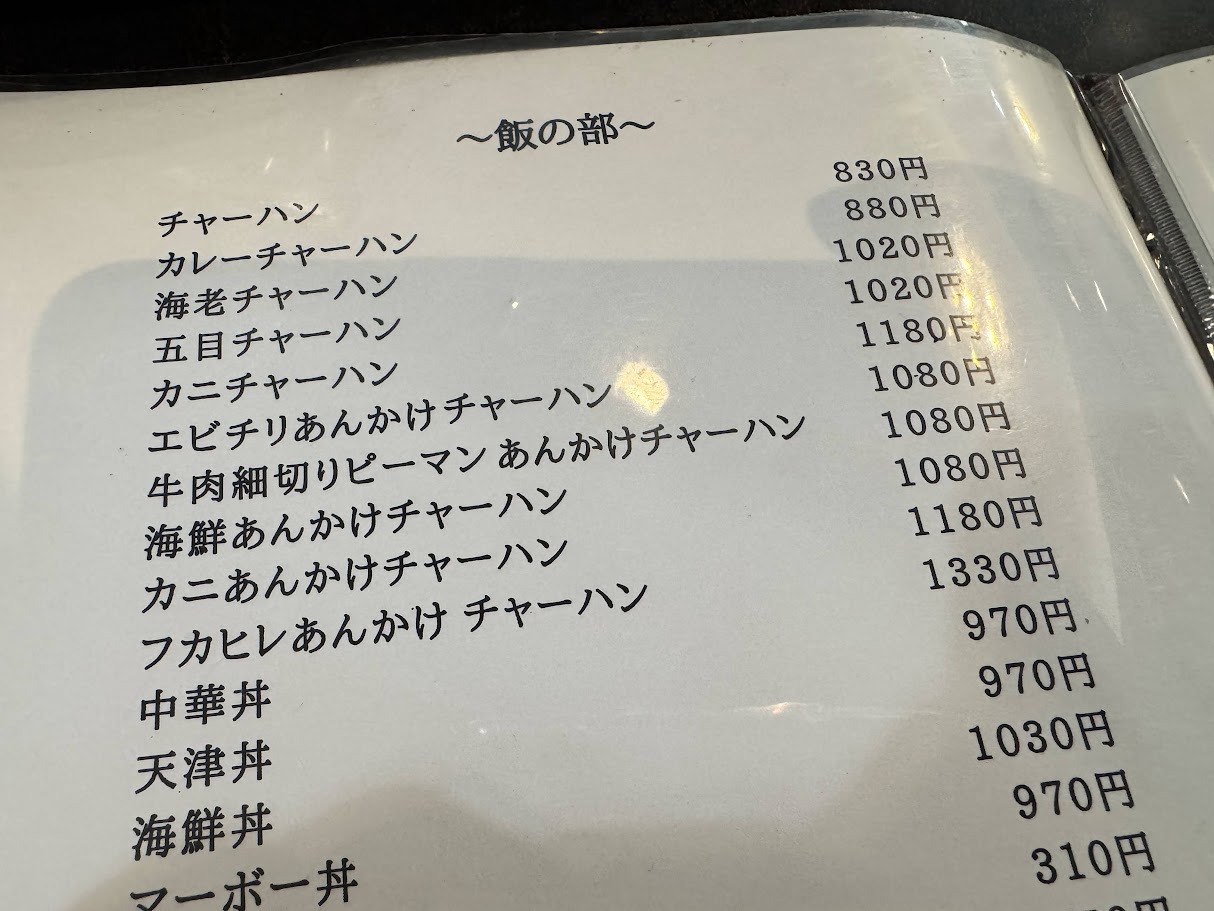 ～飯の部～
チャーハン 830円
カレーチャーハン 880円
海老チャーハン 1020円
五目チャーハン 1020円
カニチャーハン 1180円
エビチリあんかけチャーハン 1080円
牛肉細切りピーマン あんかけチャーハン 1080円
海鮮あんかけチャーハン 1080円
カニあんかけチャーハン 1180円
フカヒレあんかけ チャーハン 1330円
中華丼 970円
天津丼 970円
海鮮丼 1030円
マーボー丼 970円
310円